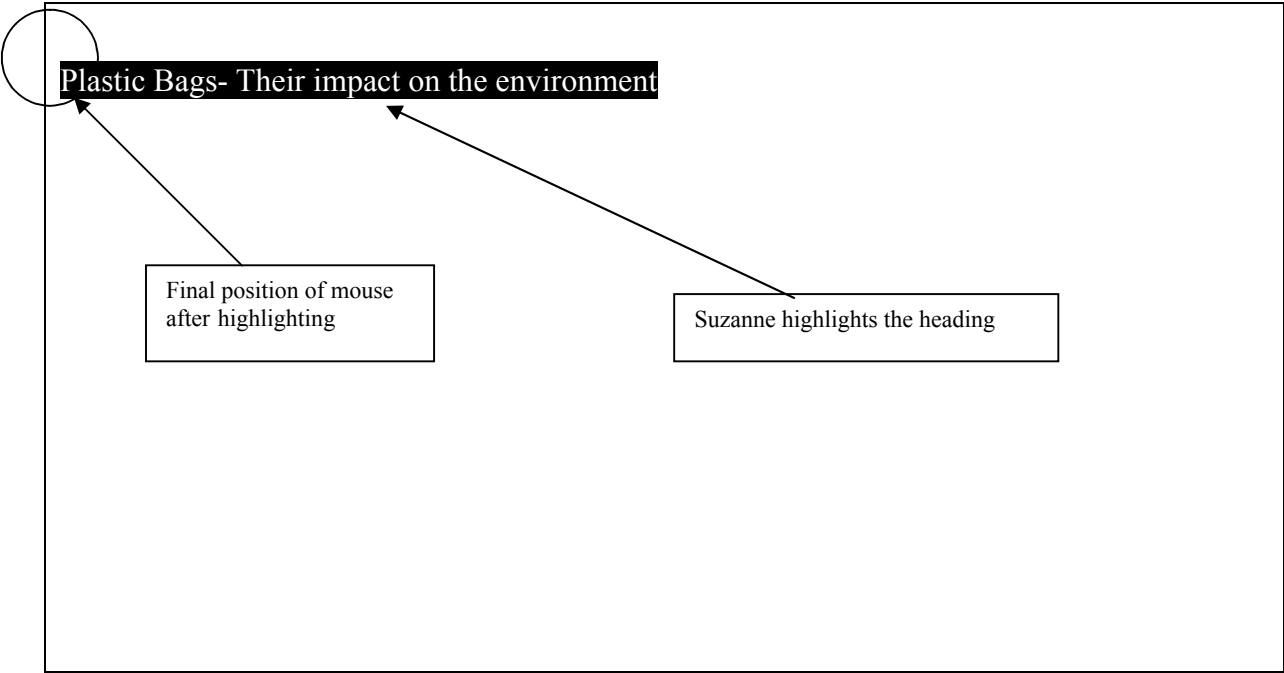 Plastic Bags- Their impact on the environment
Final position of mouse
after highlighting
Suzanne highlights the heading